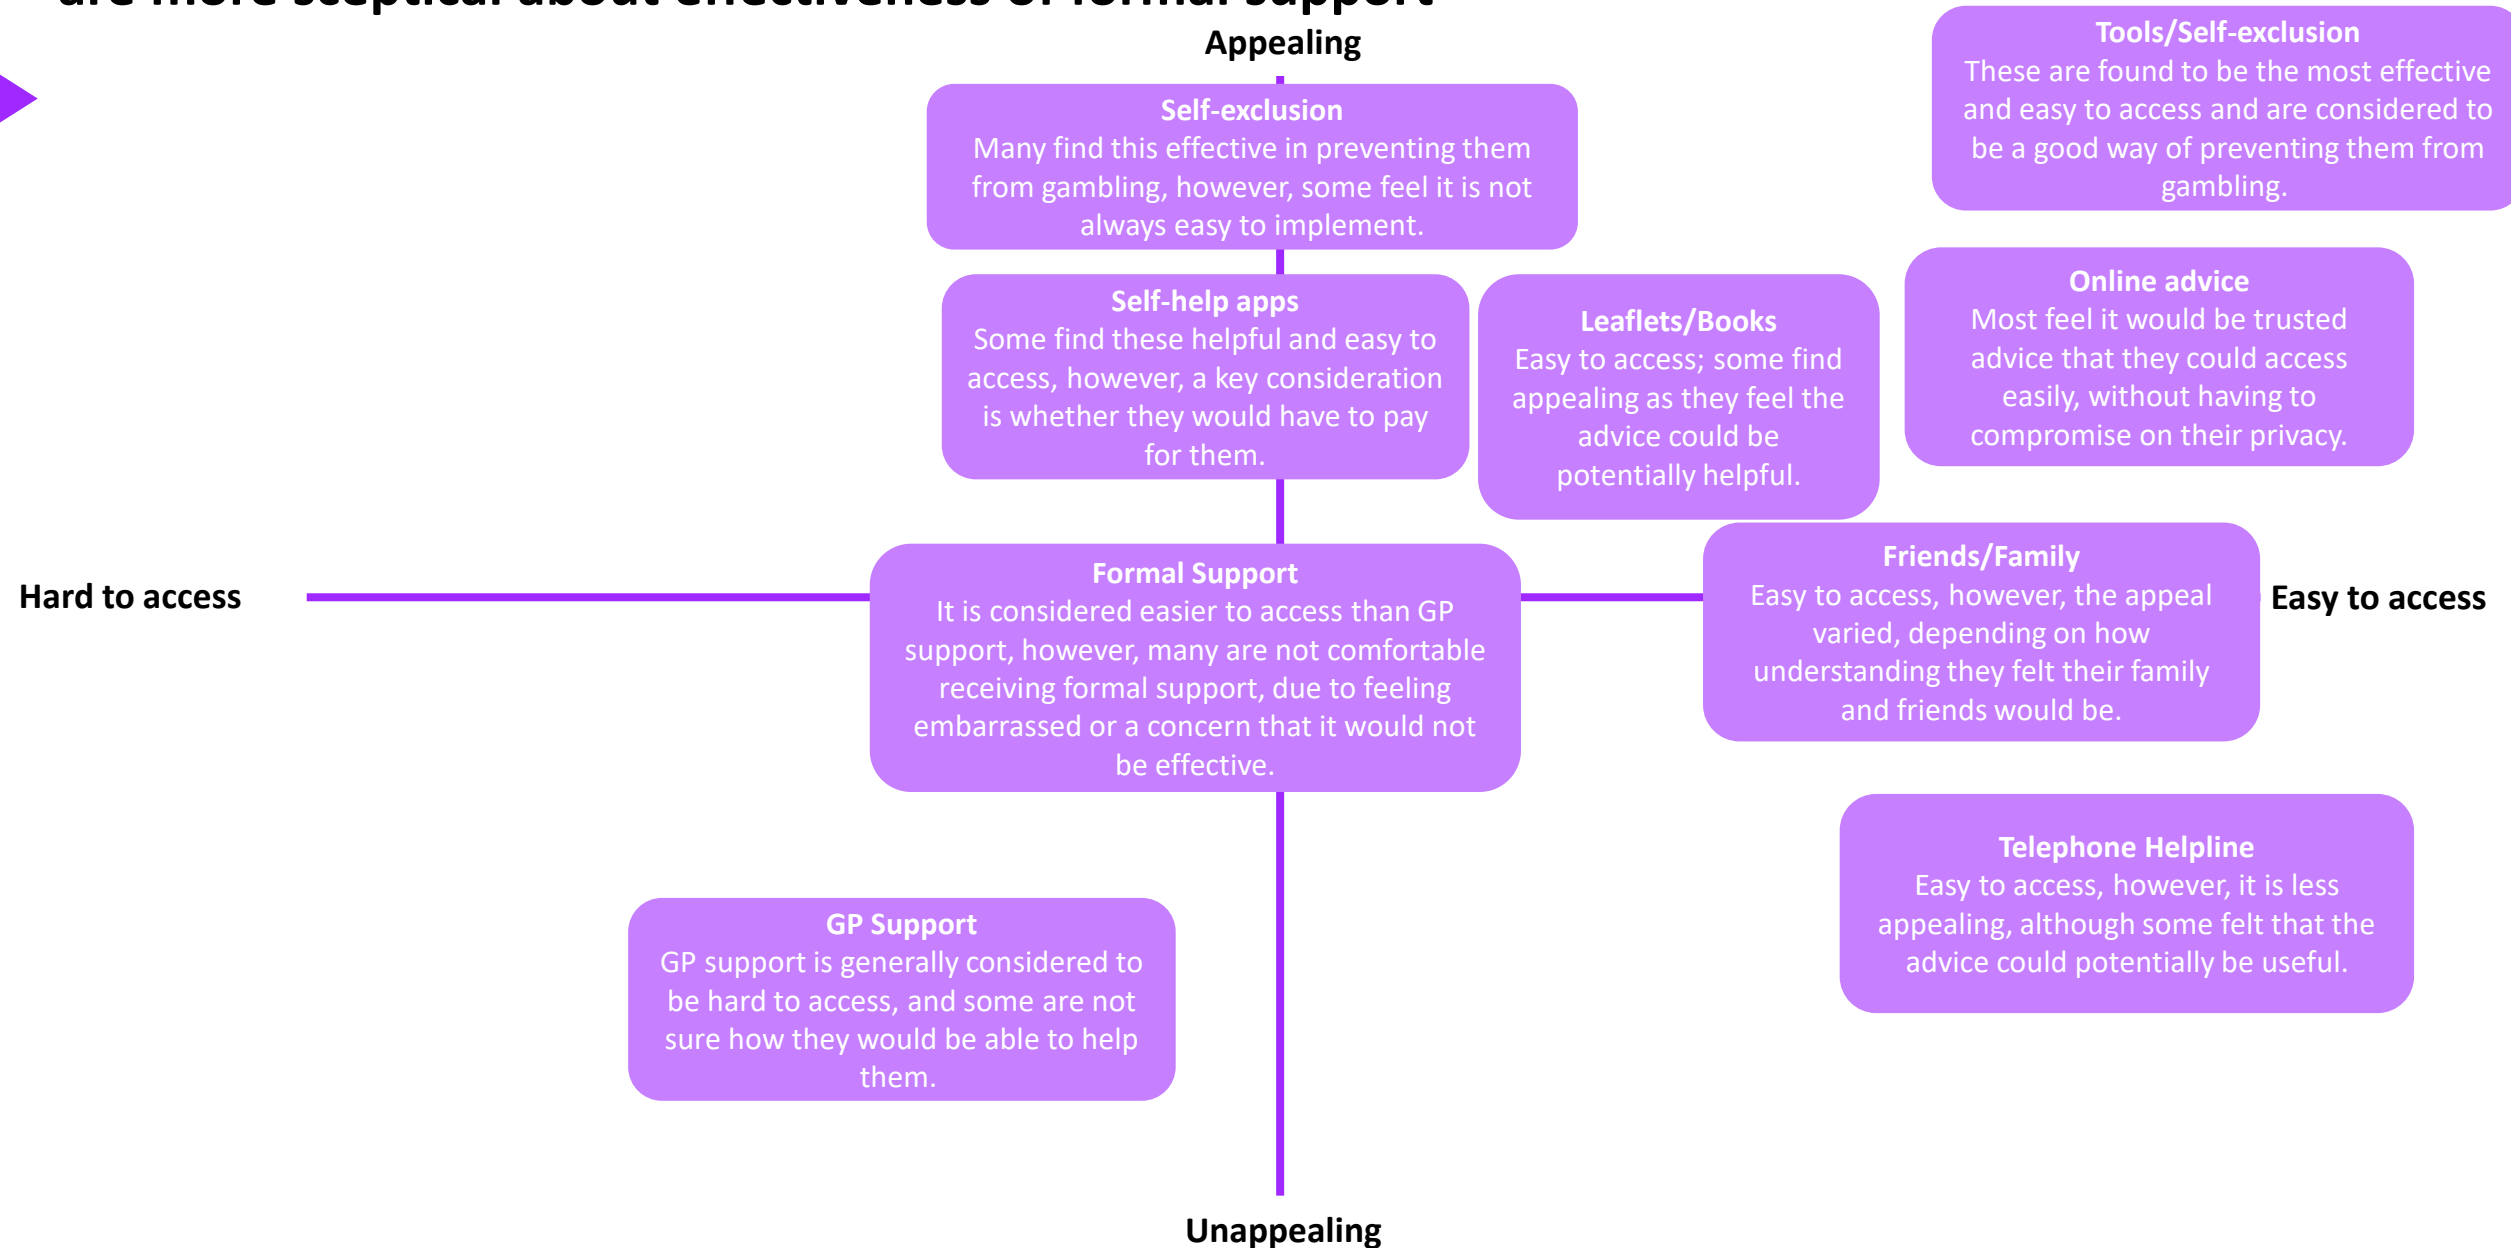 are more sceptical about effectiveness of formal support
Appealing
Tools/Self-exclusion
These are found to be the most effective
and easy to access and are considered to
be a good way of preventing them from
gambling.
Self-exclusion
Many find this effective in preventing them
from gambling, however, some feel it is not
always easy to implement.
Self-help apps
Some find these helpful and easy to
access, however, a key consideration
is whether they would have to pay
for them.
Leaflets/Books
Easy to access; some find
appealing as they feel the
advice could be
potentially helpful.
Online advice
Most feel it would be trusted
advice that they could access
easily, without having to
compromise on their privacy.
Hard to access
Formal Support
It is considered easier to access than GP
support, however, many are not comfortable
receiving formal support, due to feeling
embarrassed or a concern that it would not
be effective.
Friends/Family
Easy to access, however, the appeal
varied, depending on how
understanding they felt their family
and friends would be.
Easy to access
Telephone Helpline
Easy to access, however, it is less
appealing, although some felt that the
advice could potentially be useful.
GP Support
GP support is generally considered to
be hard to access, and some are not
sure how they would be able to help
them.
Unappealing